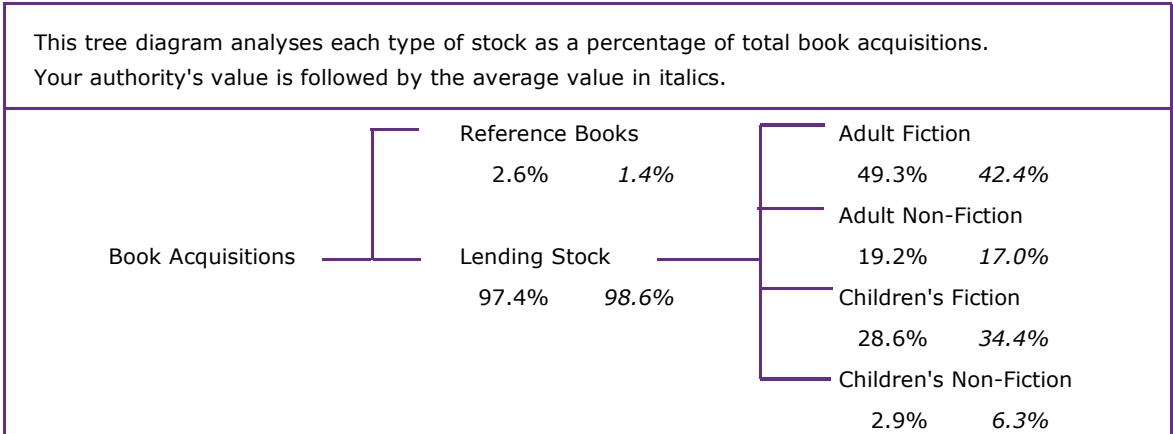 This tree diagram analyses each type of stock as a percentage of total book acquisitions.
Your authority's value is followed by the average value in italics.
Reference Books
2.6% 1.4%
Book Acquisitions
Lending Stock
97.4% 98.6%
Adult Fiction
49.3% 42.4%
Adult Non-Fiction
19.2% 17.0%
Children's Fiction
28.6% 34.4%
Children's Non-Fiction
2.9% 6.3%